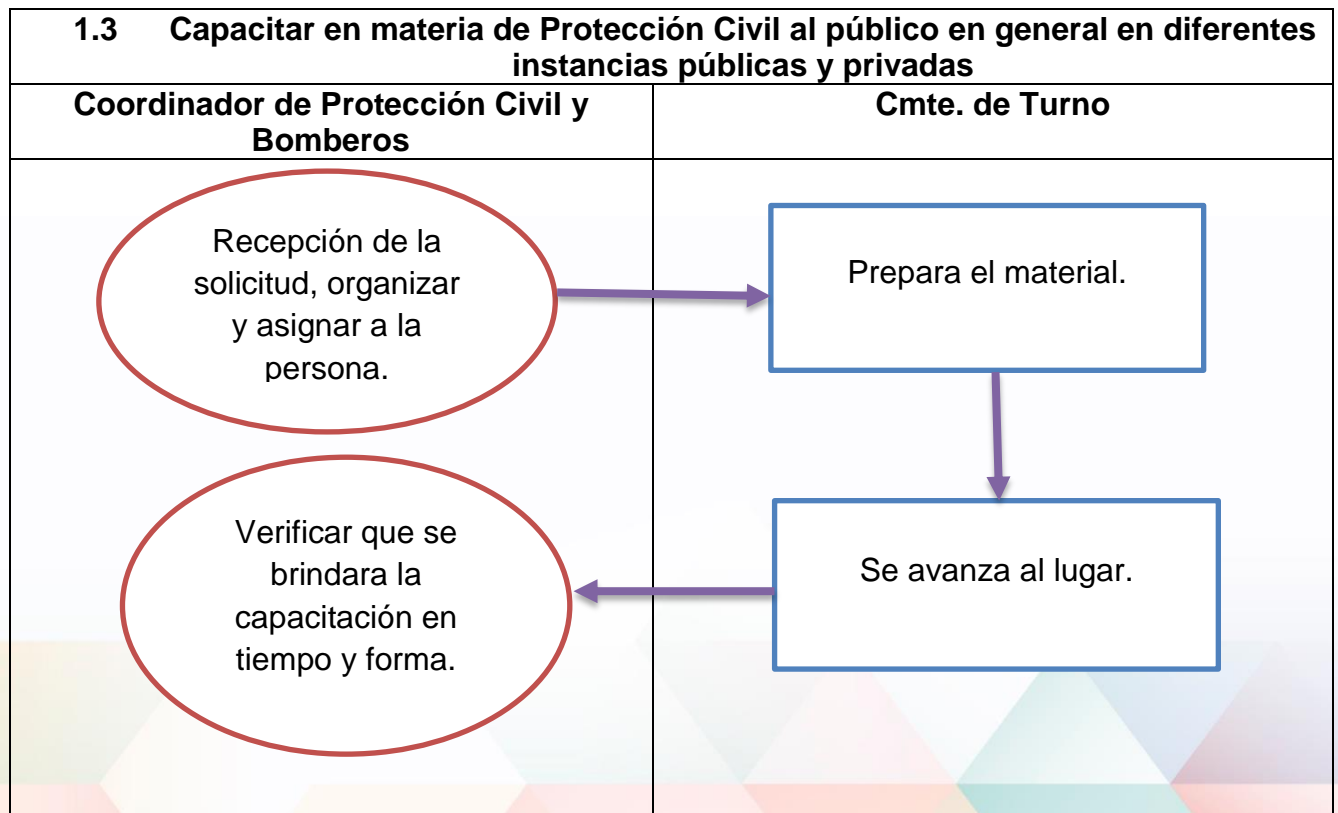 1.3 Capacitar en materia de Protección Civil al público en general en diferentes
instancias públicas y privadas
Coordinador de Protección Civil y
Bomberos
Cmte. de Turno
Recepción de la
solicitud, organizar
y asignar a la
persona.
Prepara el material.
Se avanza al lugar.
Verificar que se
brindara la
capacitación en
tiempo y forma.